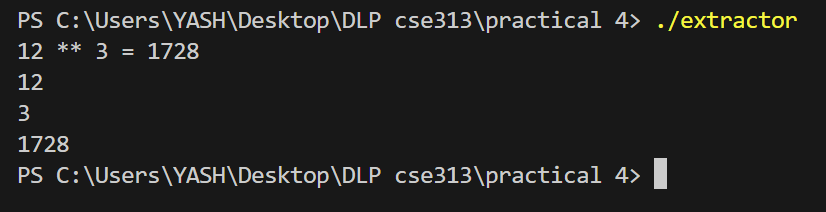 PS C:\Users\YASH\Desktop\DLP cse313\practical 4> ./extractor
12 ** 3 = 1728
12
3
1728
PS C:\Users\YASH\Desktop\DLP cse313\practical 4>